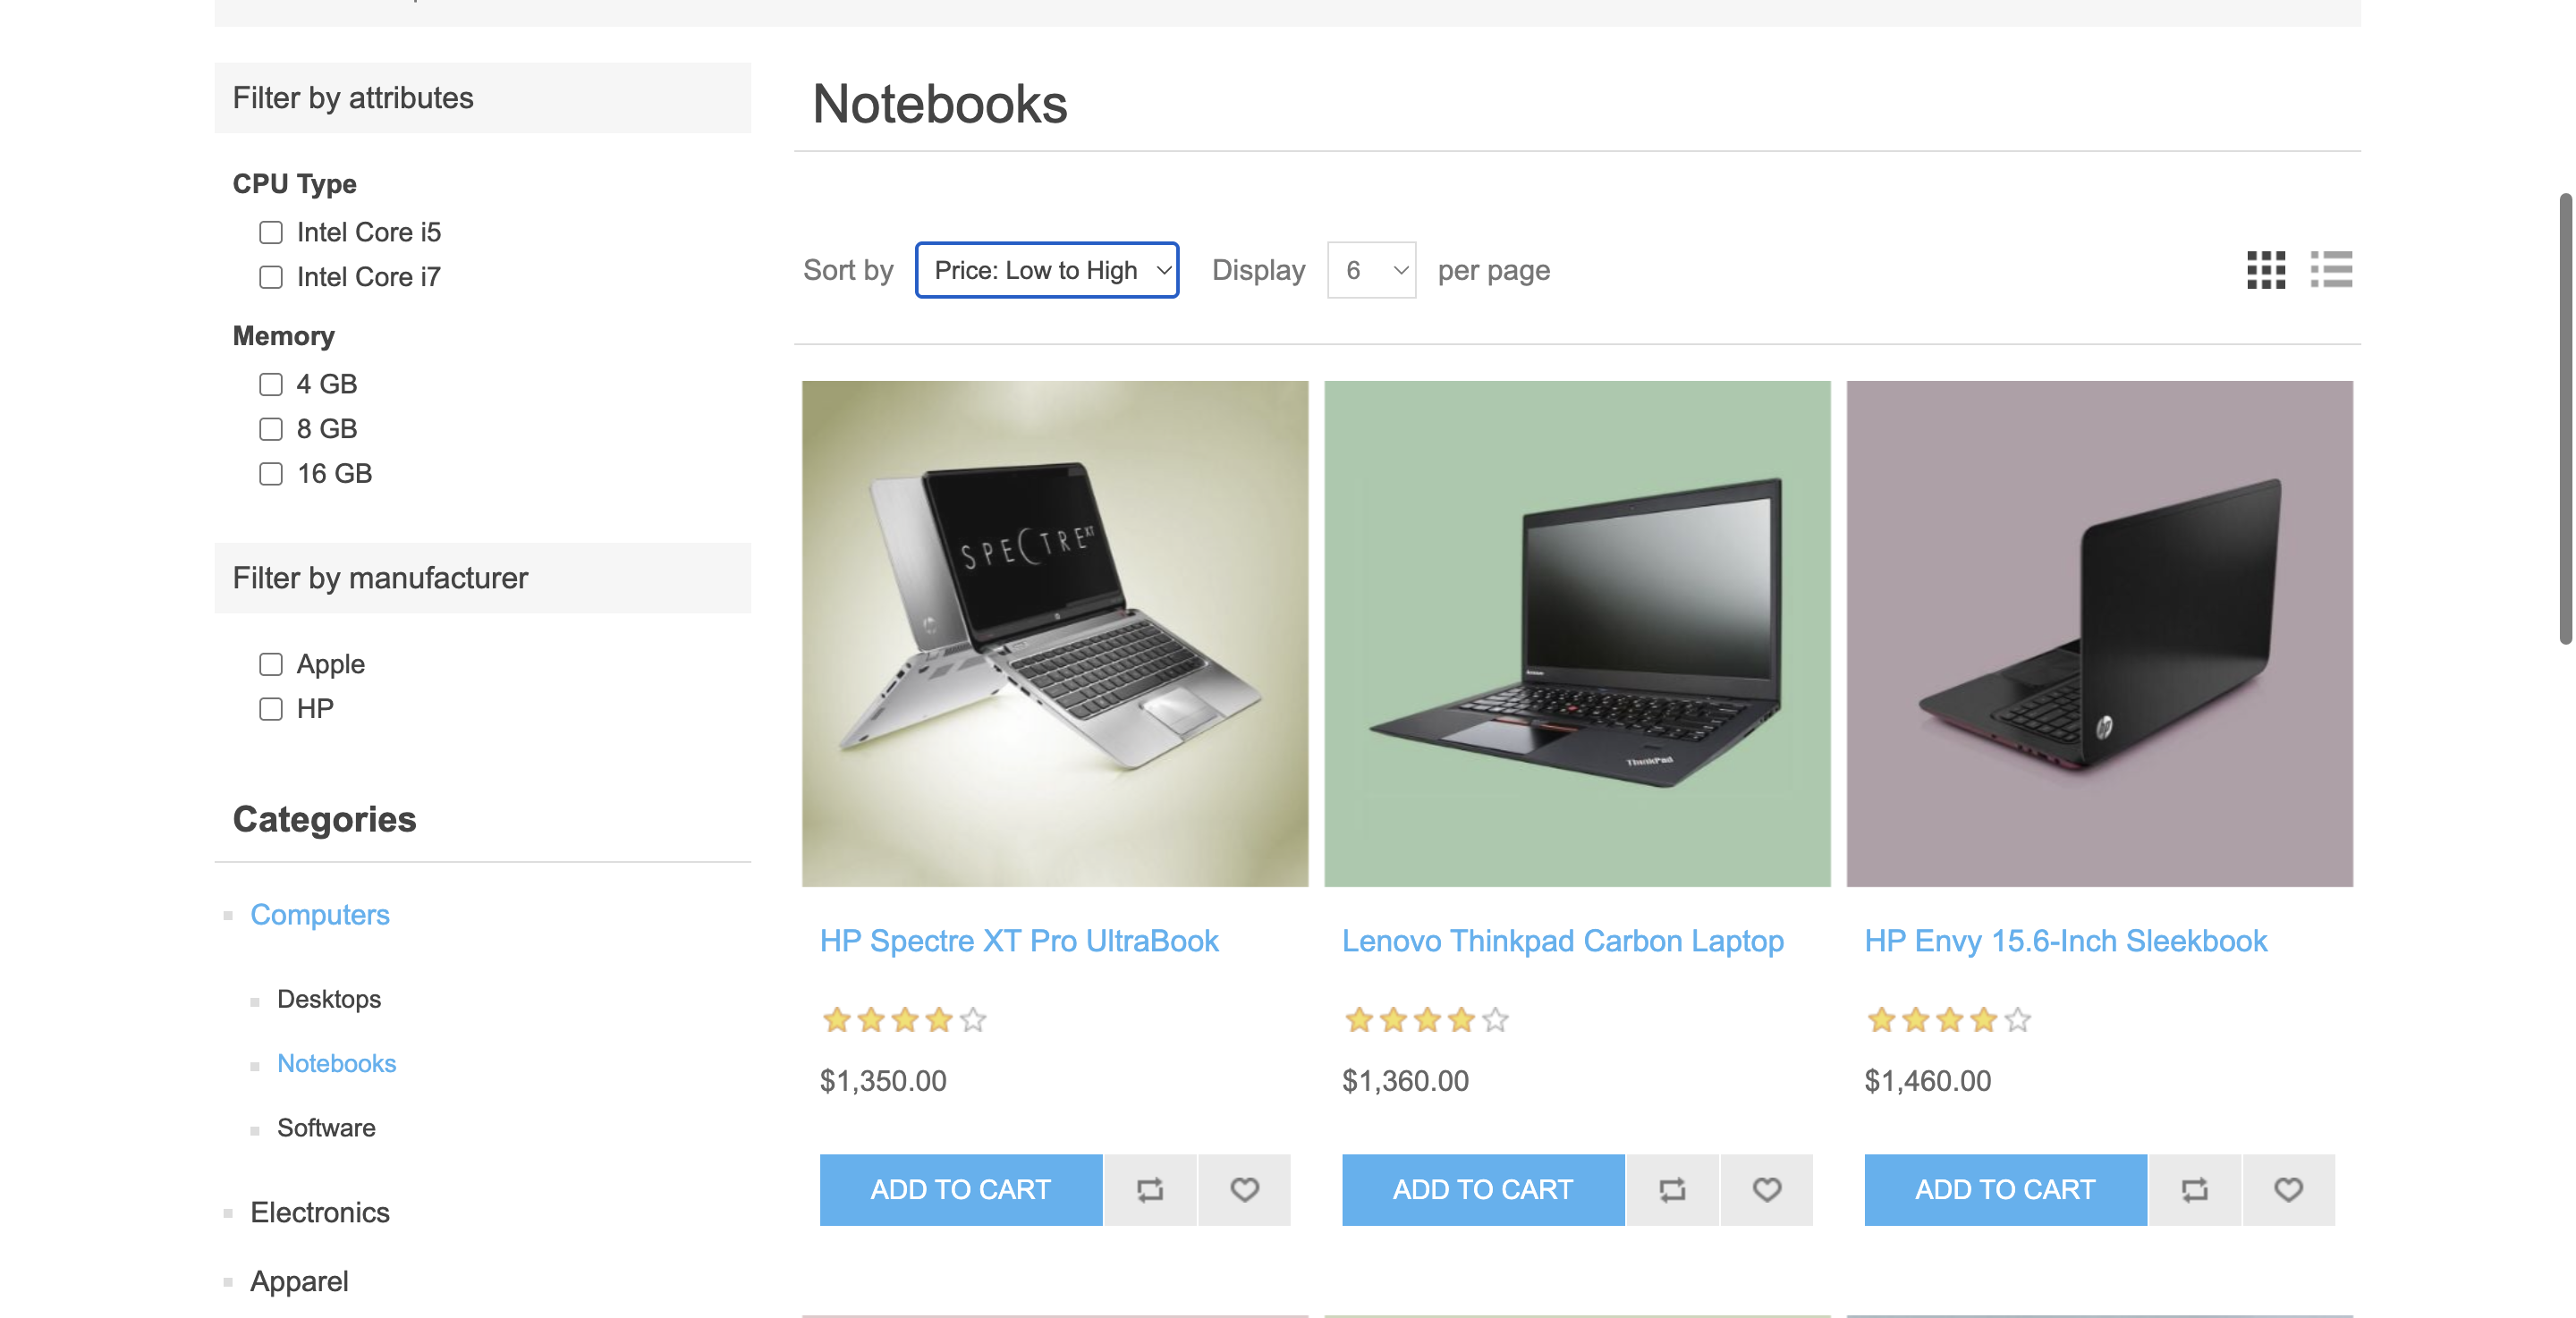 Filter by attributes
CPU Type
Intel Core i5
Intel Core i7
Memory
4 GB
8 GB
16 GB
Filter by manufacturer
Apple
HP
Categories
Computers
Desktops
Notebooks
Software
Electronics
Apparel
Notebooks
Sort by Price: Low to High Display 6 per page
SPECTRE XT
ThinkPad
hp
HP Spectre XT Pro UltraBook
$1,350.00
ADD TO CART
Lenovo Thinkpad Carbon Laptop
$1,360.00
ADD TO CART
HP Envy 15.6-Inch Sleekbook
$1,460.00
ADD TO CART